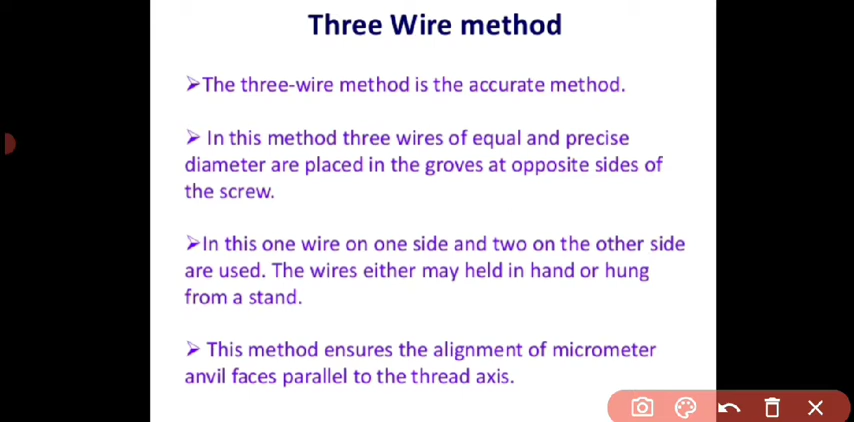 Three Wire method
➢The three-wire method is the accurate method.
➢ In this method three wires of equal and precise
diameter are placed in the groves at opposite sides of
the screw.
➢In this one wire on one side and two on the other side
are used. The wires either may held in hand or hung
from a stand.
➢ This method ensures the alignment of micrometer
anvil faces parallel to the thread axis.